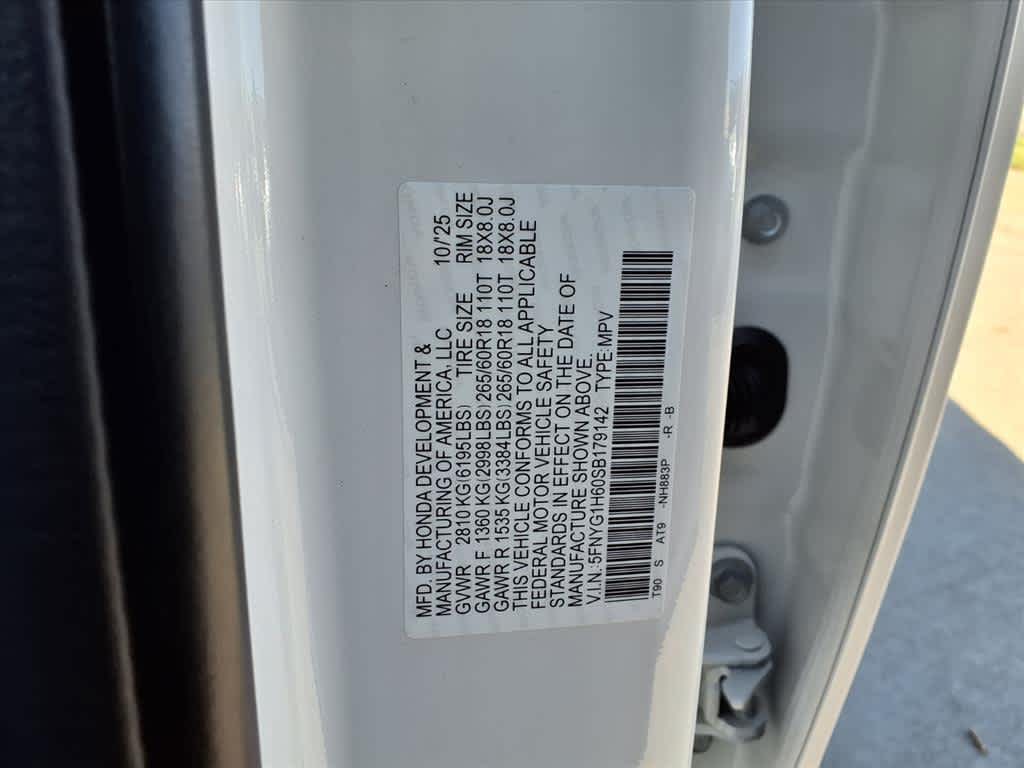 MFD. BY HONDA DEVELOPMENT &
MANUFACTURING OF AMERICA, LLC 10/'25
GVWR 2810 KG(6195LBS) TIRE SIZE RIM SIZE
GAWR F 1360 KG(2998LBS) 265/60R18 110T 18X8.0J
GAWR R 1535 KG(3384LBS) 265/60R18 110T 18X8.0J
THIS VEHICLE CONFORMS TO ALL APPLICABLE
FEDERAL MOTOR VEHICLE SAFETY
STANDARDS IN EFFECT ON THE DATE OF
MANUFACTURE SHOWN ABOVE.
V.I.N.:5FNYG1H60SB179142 TYPE:MPV
T90 S AT9 -NH883P -R -B